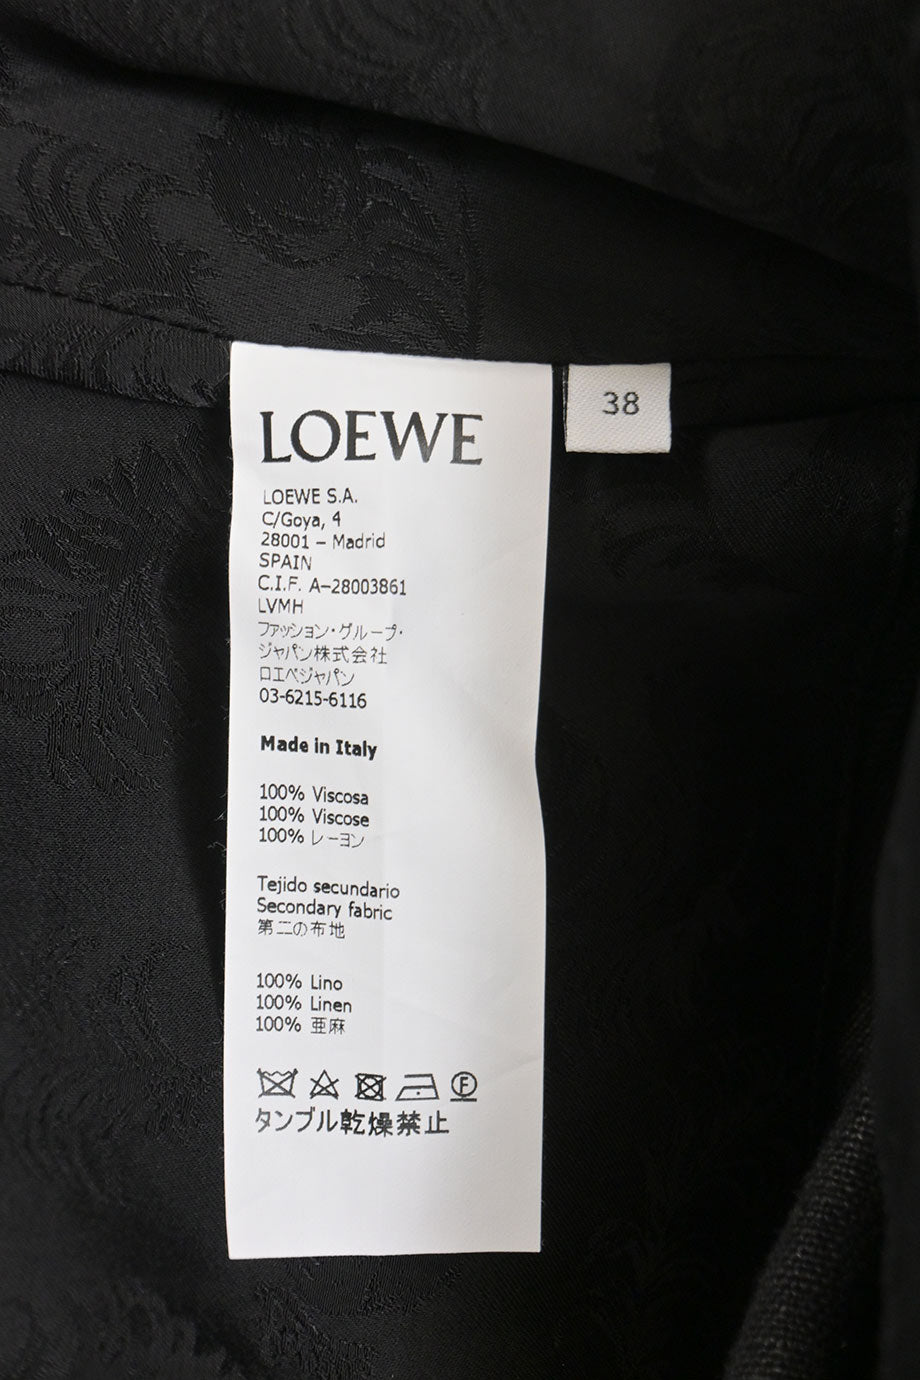 LOEWE
38
LOEWE S.A.
C/Goya, 4
28001 – Madrid
SPAIN
C.I.F. A–28003861
LVMH
ファッション・グループ・
ジャパン株式会社
ロエベジャパン
03-6215-6116
Made in Italy
100% Viscosa
100% Viscose
100% レーヨン
Tejido secundario
Secondary fabric
第二の布地
100% Lino
100% Linen
100% 亜麻
F
タンブル乾燥禁止